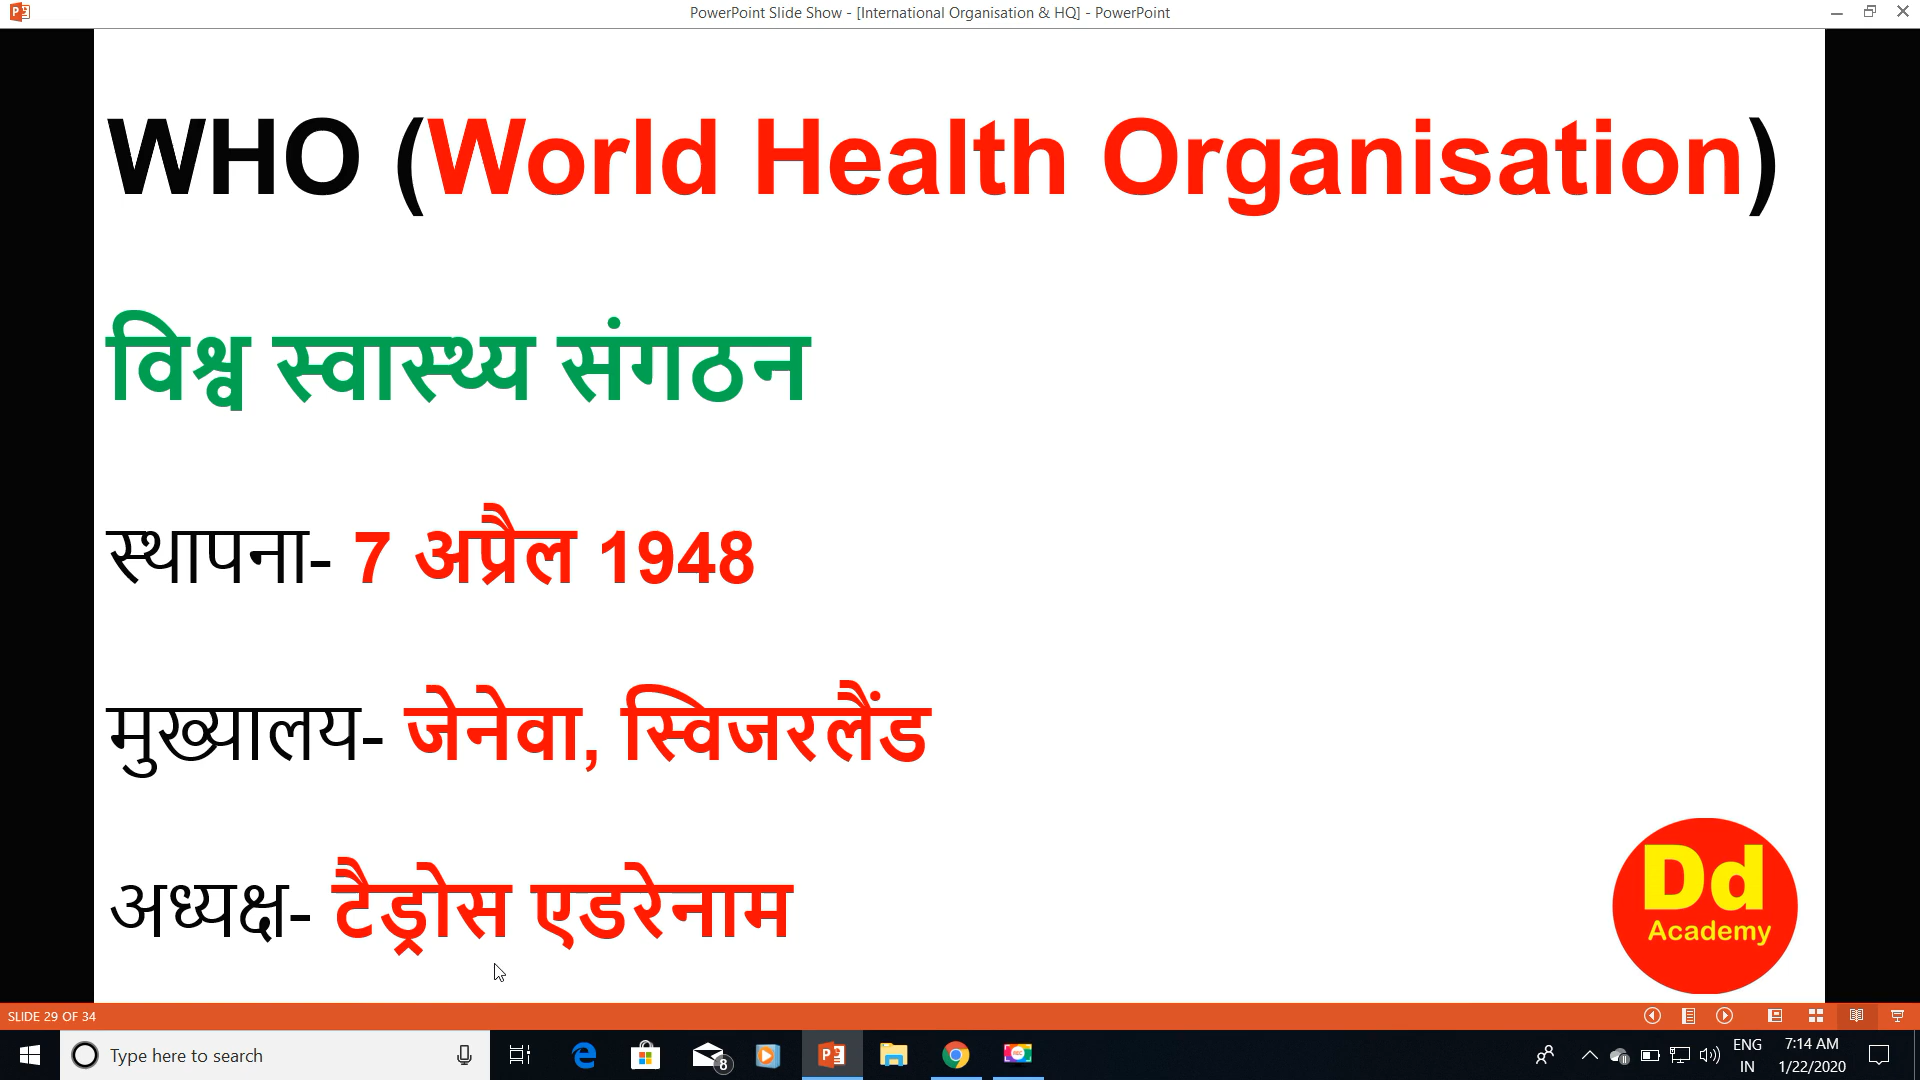 PowerPoint Slide Show - [International Organisation & HQ] - PowerPoint
WHO (World Health Organisation)
विश्व स्वास्थ्य संगठन
स्थापना- 7 अप्रैल 1948
मुख्यालय- जेनेवा, स्विजरलैंड
अध्यक्ष- टैड्रोस एडरेनाम
Dd
Academy
SLIDE 29 OF 34
Type here to search
8
ENG
IN
7:14 AM
1/22/2020